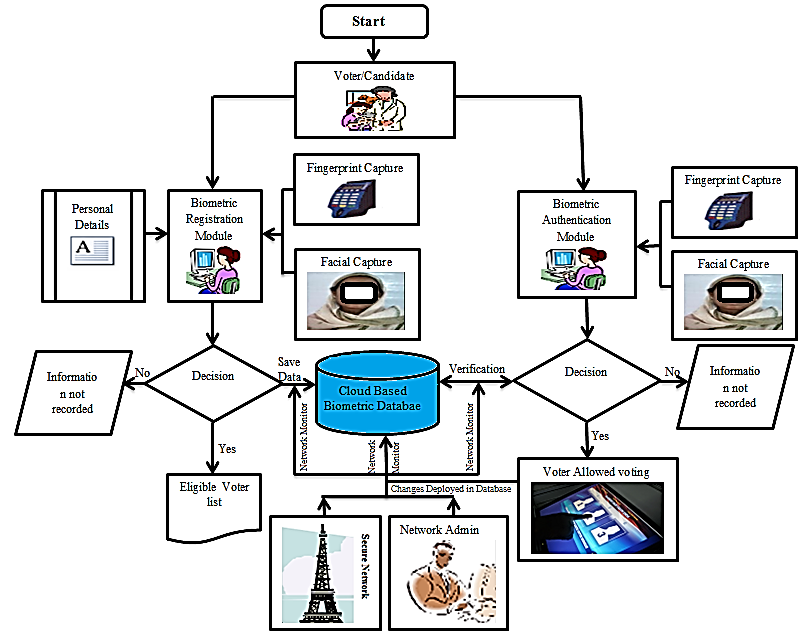 Start
Voter/Candidate
Fingerprint Capture
Fingerprint Capture
Personal
Details
A
Biometric
Registration
Module
Biometric
Authentication
Module
Facial Capture
Facial Capture
No
Informatio
n not
recorded
Decision
Save
Data
Cloud Based
Biometric Databae
Verification
Decision
No
Informatio
n not
recorded
Network Monitor
Network
Monitor
Network Monitor
Yes
Yes
Eligible Voter
list
Voter Allowed voting
Changes Deployed in Database
Secure Network
Network Admin